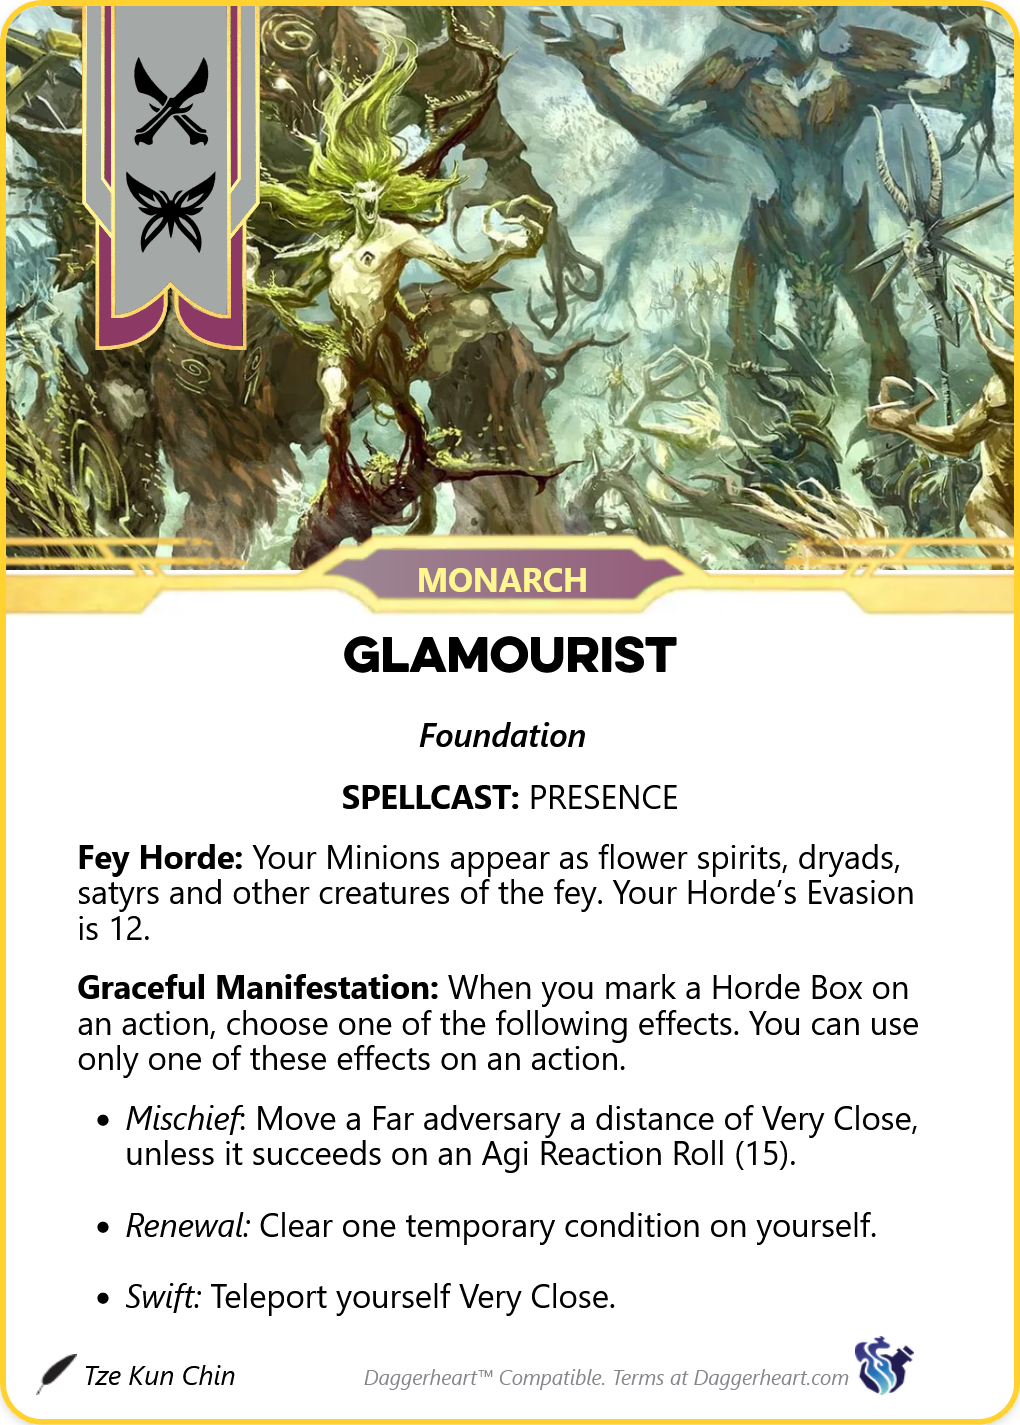 MONARCH
GLAMOURIST
Foundation
SPELLCAST: PRESENCE
Fey Horde: Your Minions appear as flower spirits, dryads,
satyrs and other creatures of the fey. Your Horde’s Evasion
is 12.
Graceful Manifestation: When you mark a Horde Box on
an action, choose one of the following effects. You can use
only one of these effects on an action.
• Mischief: Move a Far adversary a distance of Very Close,
unless it succeeds on an Agi Reaction Roll (15).
• Renewal: Clear one temporary condition on yourself.
• Swift: Teleport yourself Very Close.
Tze Kun Chin
Daggerheart™ Compatible. Terms at Daggerheart.com